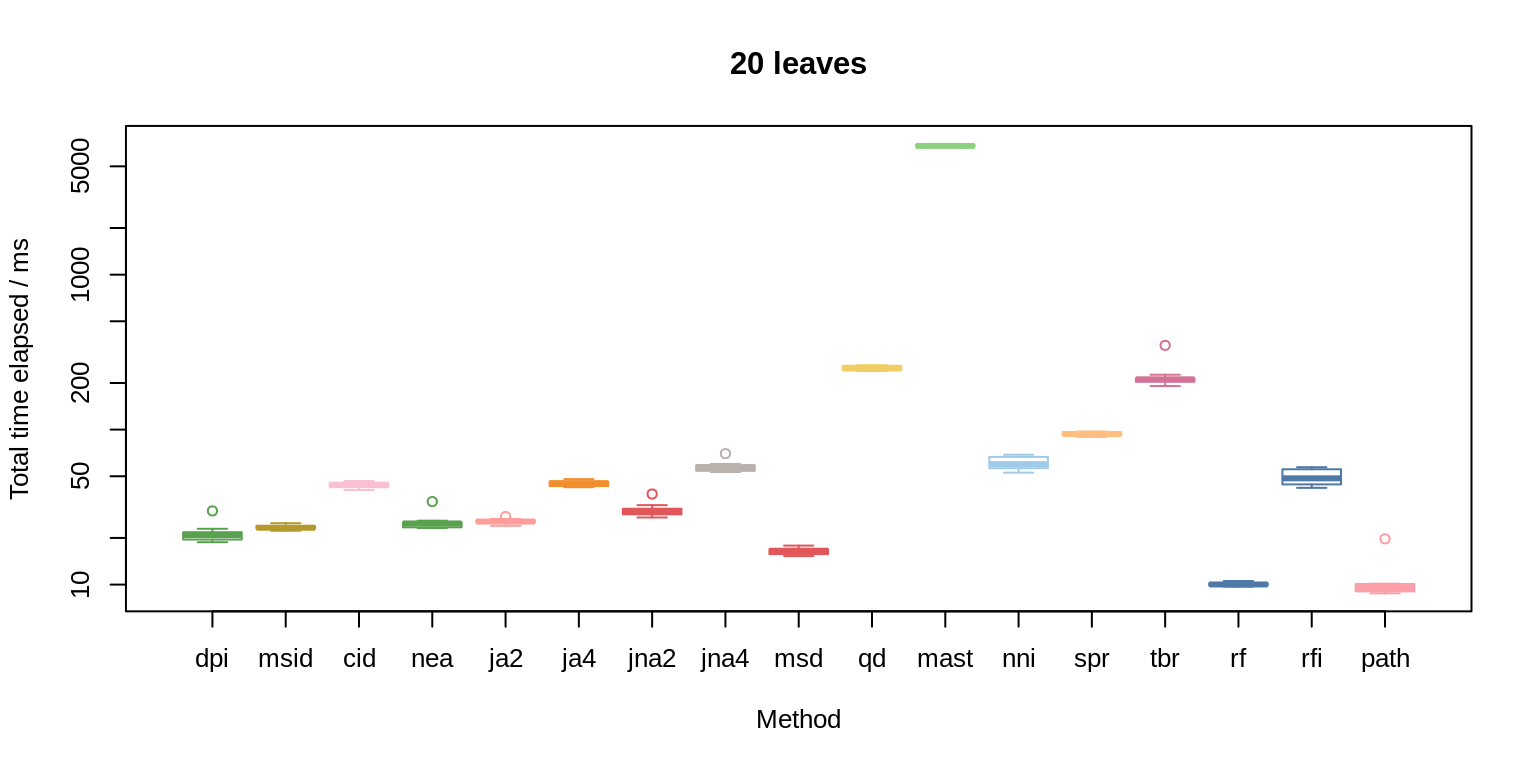 20 leaves
Total time elapsed / ms
5000
1000
200
50
10
dpi msid cid nea ja2 ja4 jna2 jna4 msd qd mast nni spr tbr rf rfi path
Method